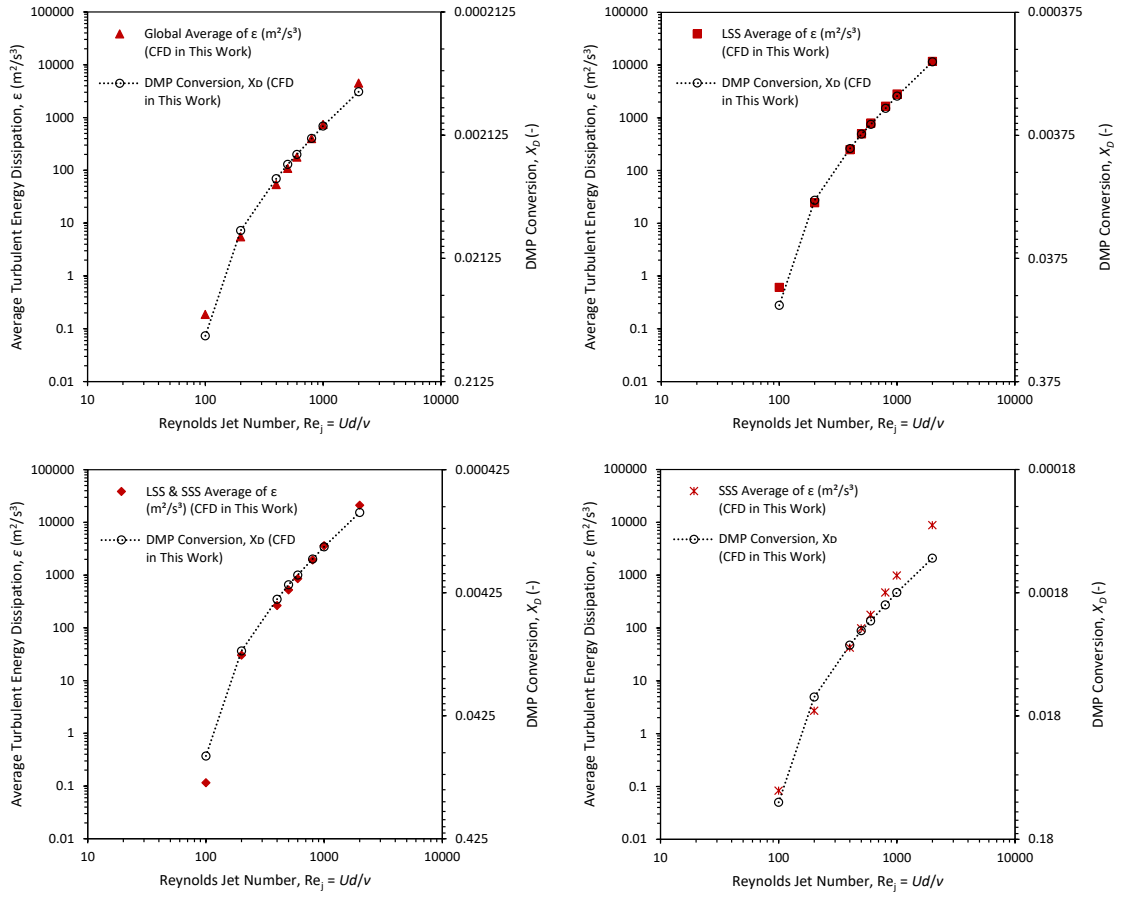 100000
10000
1000
100
10
1
0.1
0.01
Average Turbulent Energy Dissipation, ε (m²/s³)
Global Average of ε (m²/s³)
(CFD in This Work)
DMP Conversion, XD (CFD
in This Work)
0.0002125
0.002125
0.02125
0.2125
DMP Conversion, XD (-)
10
100
1000
10000
Reynolds Jet Number, Rej = Ud/ν
100000
10000
1000
100
10
1
0.1
0.01
Average Turbulent Energy Dissipation, ε (m²/s³)
LSS Average of ε (m²/s³)
(CFD in This Work)
DMP Conversion, XD
(CFD in This Work)
0.000375
0.00375
0.0375
0.375
DMP Conversion, XD (-)
10
100
1000
10000
Reynolds Jet Number, Rej = Ud/ν
100000
10000
1000
100
10
1
0.1
0.01
Average Turbulent Energy Dissipation, ε (m²/s³)
LSS & SSS Average of ε
(m²/s³) (CFD in This Work)
DMP Conversion, XD (CFD
in This Work)
0.000425
0.00425
0.0425
0.425
DMP Conversion, XD (-)
10
100
1000
10000
Reynolds Jet Number, Rej = Ud/ν
100000
10000
1000
100
10
1
0.1
0.01
Average Turbulent Energy Dissipation, ε (m²/s³)
SSS Average of ε (m²/s³)
(CFD in This Work)
DMP Conversion, XD
(CFD in This Work)
0.00018
0.0018
0.018
0.18
DMP Conversion, XD (-)
10
100
1000
10000
Reynolds Jet Number, Rej = Ud/ν